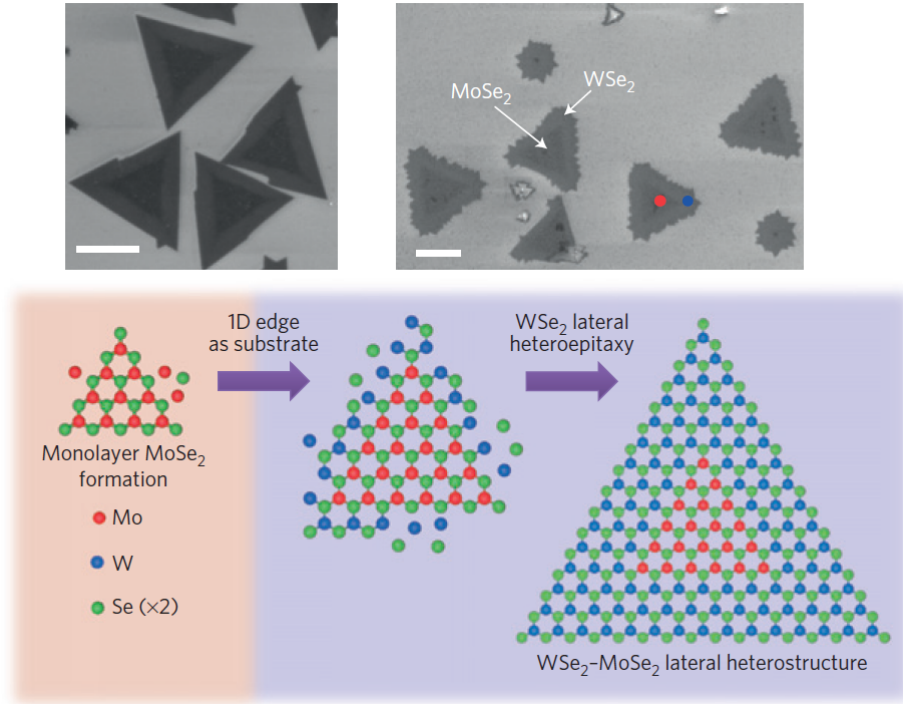 MoSe₂
WSe₂
1D edge
as substrate
WSe₂ lateral
heteroepitaxy
Monolayer MoSe₂
formation
Mo
W
Se (×2)
WSe₂–MoSe₂ lateral heterostructure